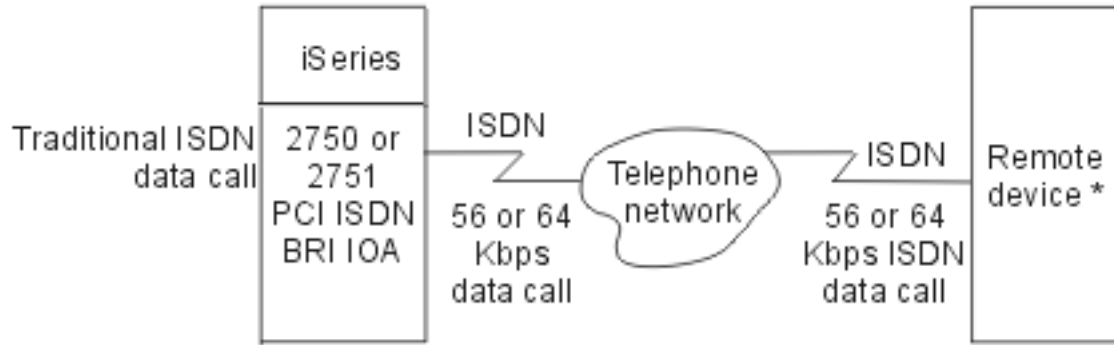 iSeries
Traditional ISDN
data call
2750 or
2751
PCI ISDN
BRI IOA
ISDN
56 or 64
Kbps
data call
Telephone
network
ISDN
56 or 64
Kbps ISDN
data call
Remote
device *